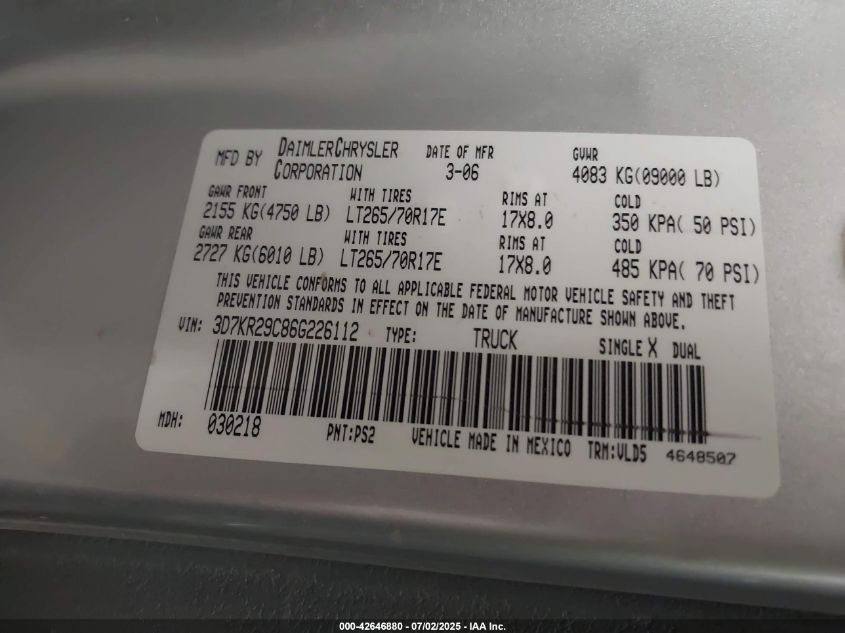 MFD BY DAIMLERCHRYSLER CORPORATION DATE OF MFR 3-06 GVWR 4083 KG(09000 LB)
GAWR FRONT WITH TIRES RIMS AT COLD
2155 KG(4750 LB) LT265/70R17E 17X8.0 350 KPA( 50 PSI)
GAWR REAR WITH TIRES RIMS AT COLD
2727 KG(6010 LB) LT265/70R17E 17X8.0 485 KPA( 70 PSI)
THIS VEHICLE CONFORMS TO ALL APPLICABLE FEDERAL MOTOR VEHICLE SAFETY AND THEFT
PREVENTION STANDARDS IN EFFECT ON THE DATE OF MANUFACTURE SHOWN ABOVE.
VIN: 3D7KR29C86G226112 TYPE: TRUCK SINGLE X DUAL
MDH: 030218 PNT:PS2 VEHICLE MADE IN MEXICO TRM:VLD5 4648507
000-42646880 - 07/02/2025 - IAA Inc.